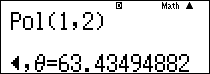 D Math ▲
Pol(1,2)
◀,θ=63.43494882